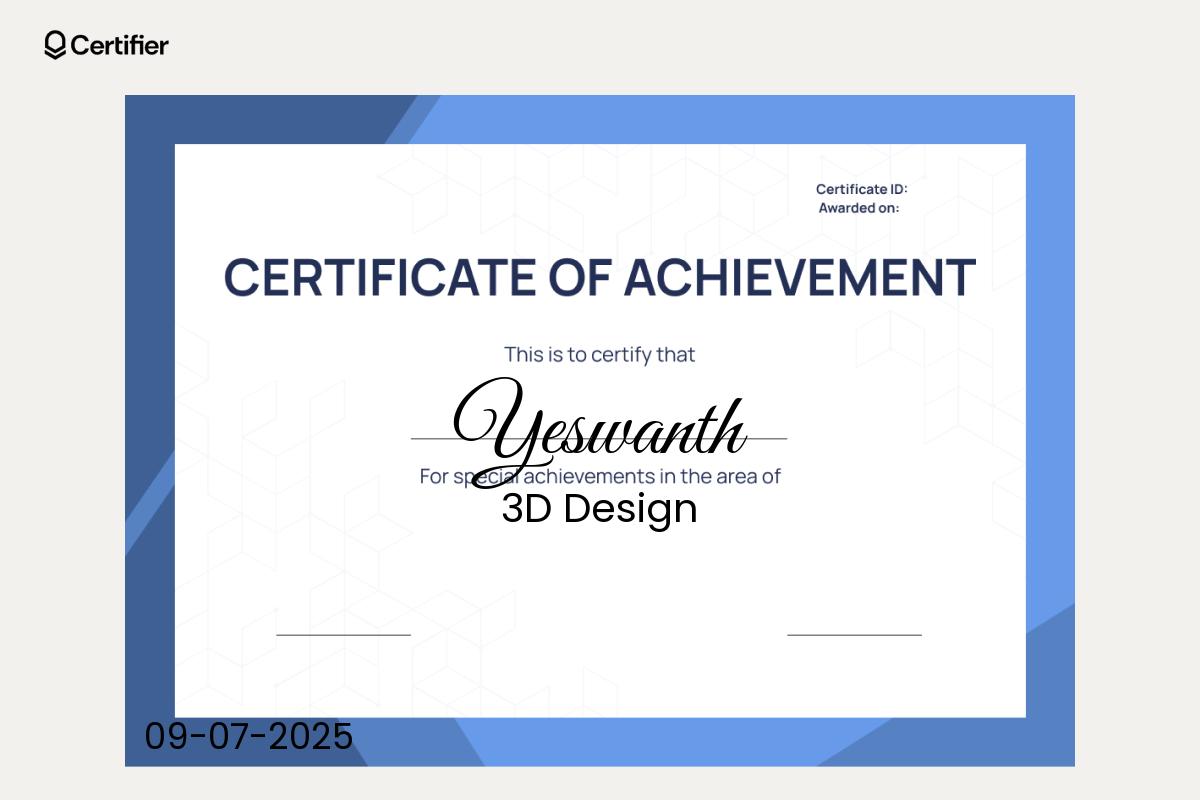 Certifier
Certificate ID:
Awarded on:
CERTIFICATE OF ACHIEVEMENT
This is to certify that
Yeswanth
For special achievements in the area of
3D Design
09-07-2025